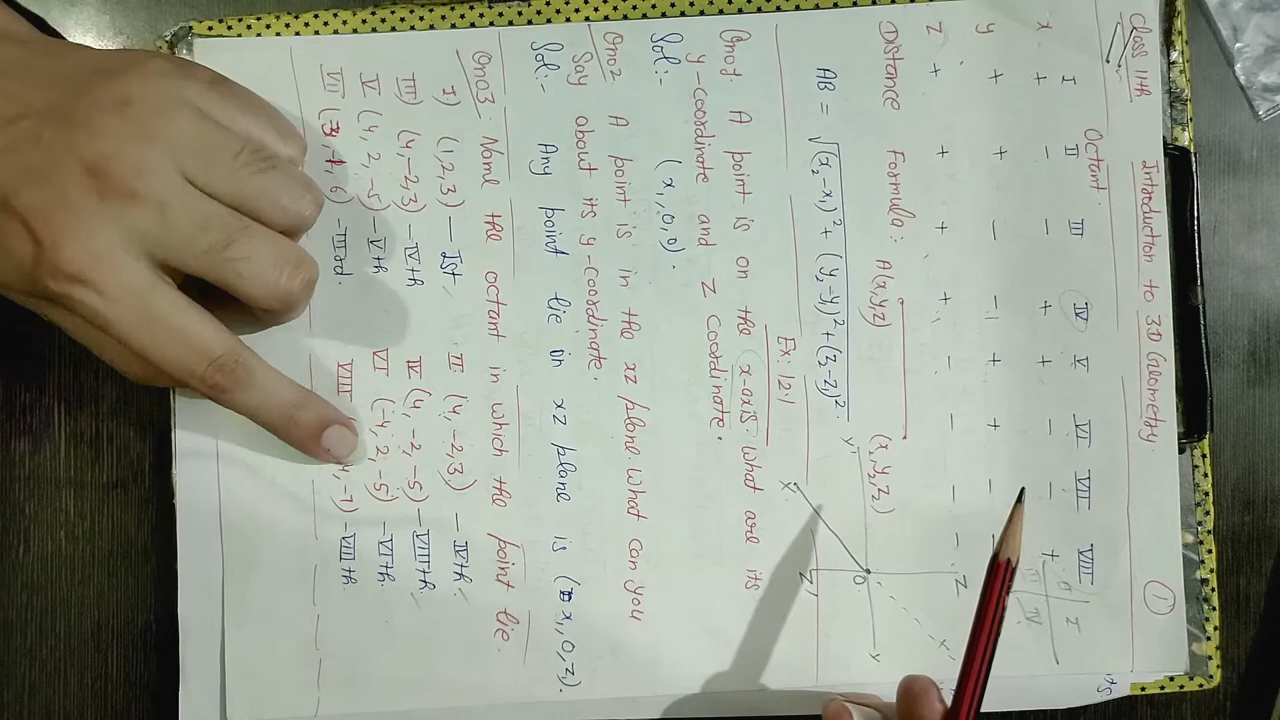 Class 11th Introduction to 3D Geometry. ①
Octant.
I II III IV V VI VII VIII
x + - - + + - - +
y + + - - + + -
z + + + + - - - -
II I
III IV
Distance Formula: A(x,y,z) (x₂y₂z₂)
AB = √(x₂-x₁)² + (y₂-y₁)² + (z₂-z₁)².
Y' X Z' O Z X' Y
Ex: 12.1
Qno1. A point is on the x-axis what are its
y-coordinate and z coordinate.
Sol:- (x, 0, 0).
Qno2. A point is in the xz plane what can you
Say about its y-coordinate.
Sol:- Any point lie in xz plane is (x, 0, z).
Qno3. Name the octant in which the point lie.
I) (1,2,3) - Ist II (4,-2,3) - IVth.
III) (4,-2,3) - IVth IV (4,-2,-5) - VIIIth.
V (4, 2, -5) - Vth VI (-4, 2, -5) - VIth.
VII (3, -1, 6) - IIIrd. VIII 4, -7) - VIIIth.